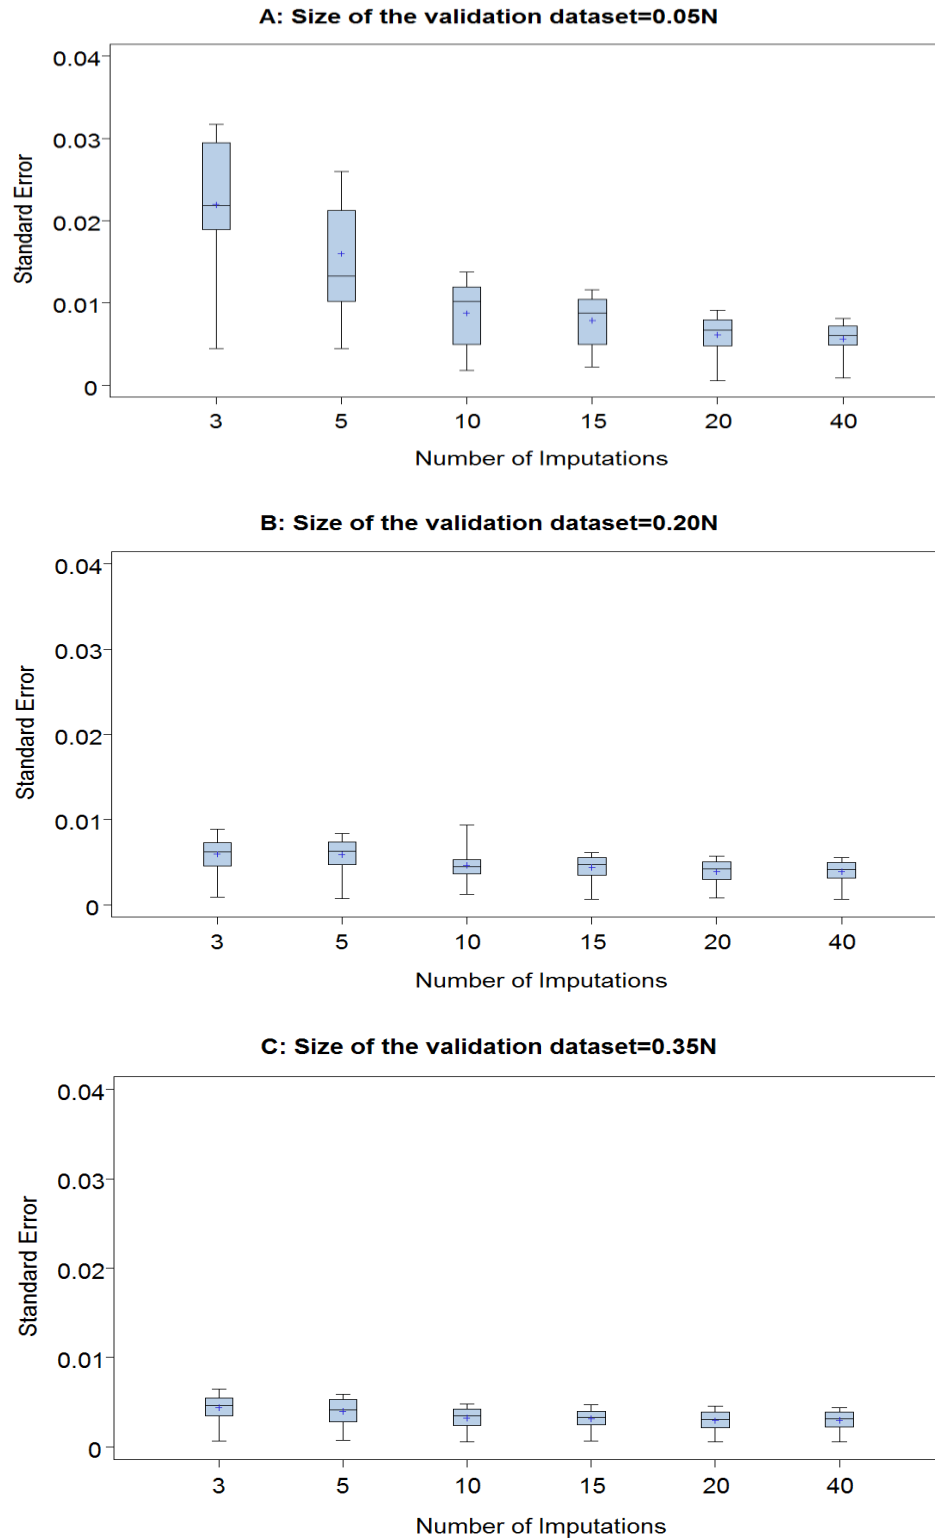 A: Size of the validation dataset=0.05N
0.04
0.03
0.02
0.01
0
Standard Error
3 5 10 15 20 40
Number of Imputations
B: Size of the validation dataset=0.20N
0.04
0.03
0.02
0.01
0
Standard Error
3 5 10 15 20 40
Number of Imputations
C: Size of the validation dataset=0.35N
0.04
0.03
0.02
0.01
0
Standard Error
3 5 10 15 20 40
Number of Imputations